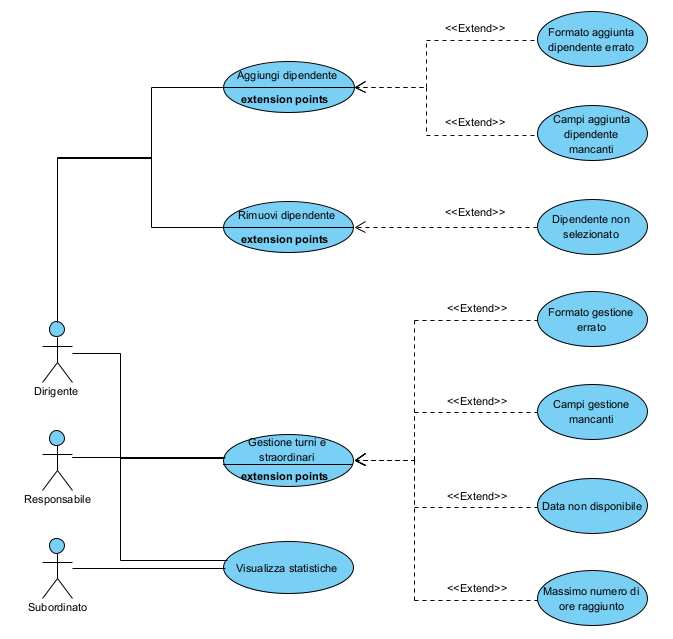 <<Extend>>
Formato aggiunta
dipendente errato
Aggiungi dipendente
extension points
<<Extend>>
Campi aggiunta
dipendente
mancanti
Rimuovi dipendente
extension points
<<Extend>>
Dipendente non
selezionato
<<Extend>>
Formato gestione
errato
Dirigente
<<Extend>>
Campi gestione
mancanti
Gestione turni e
straordinari
extension points
Responsabile
<<Extend>>
Data non disponibile
Visualizza statistiche
<<Extend>>
Massimo numero di
ore raggiunto
Subordinato